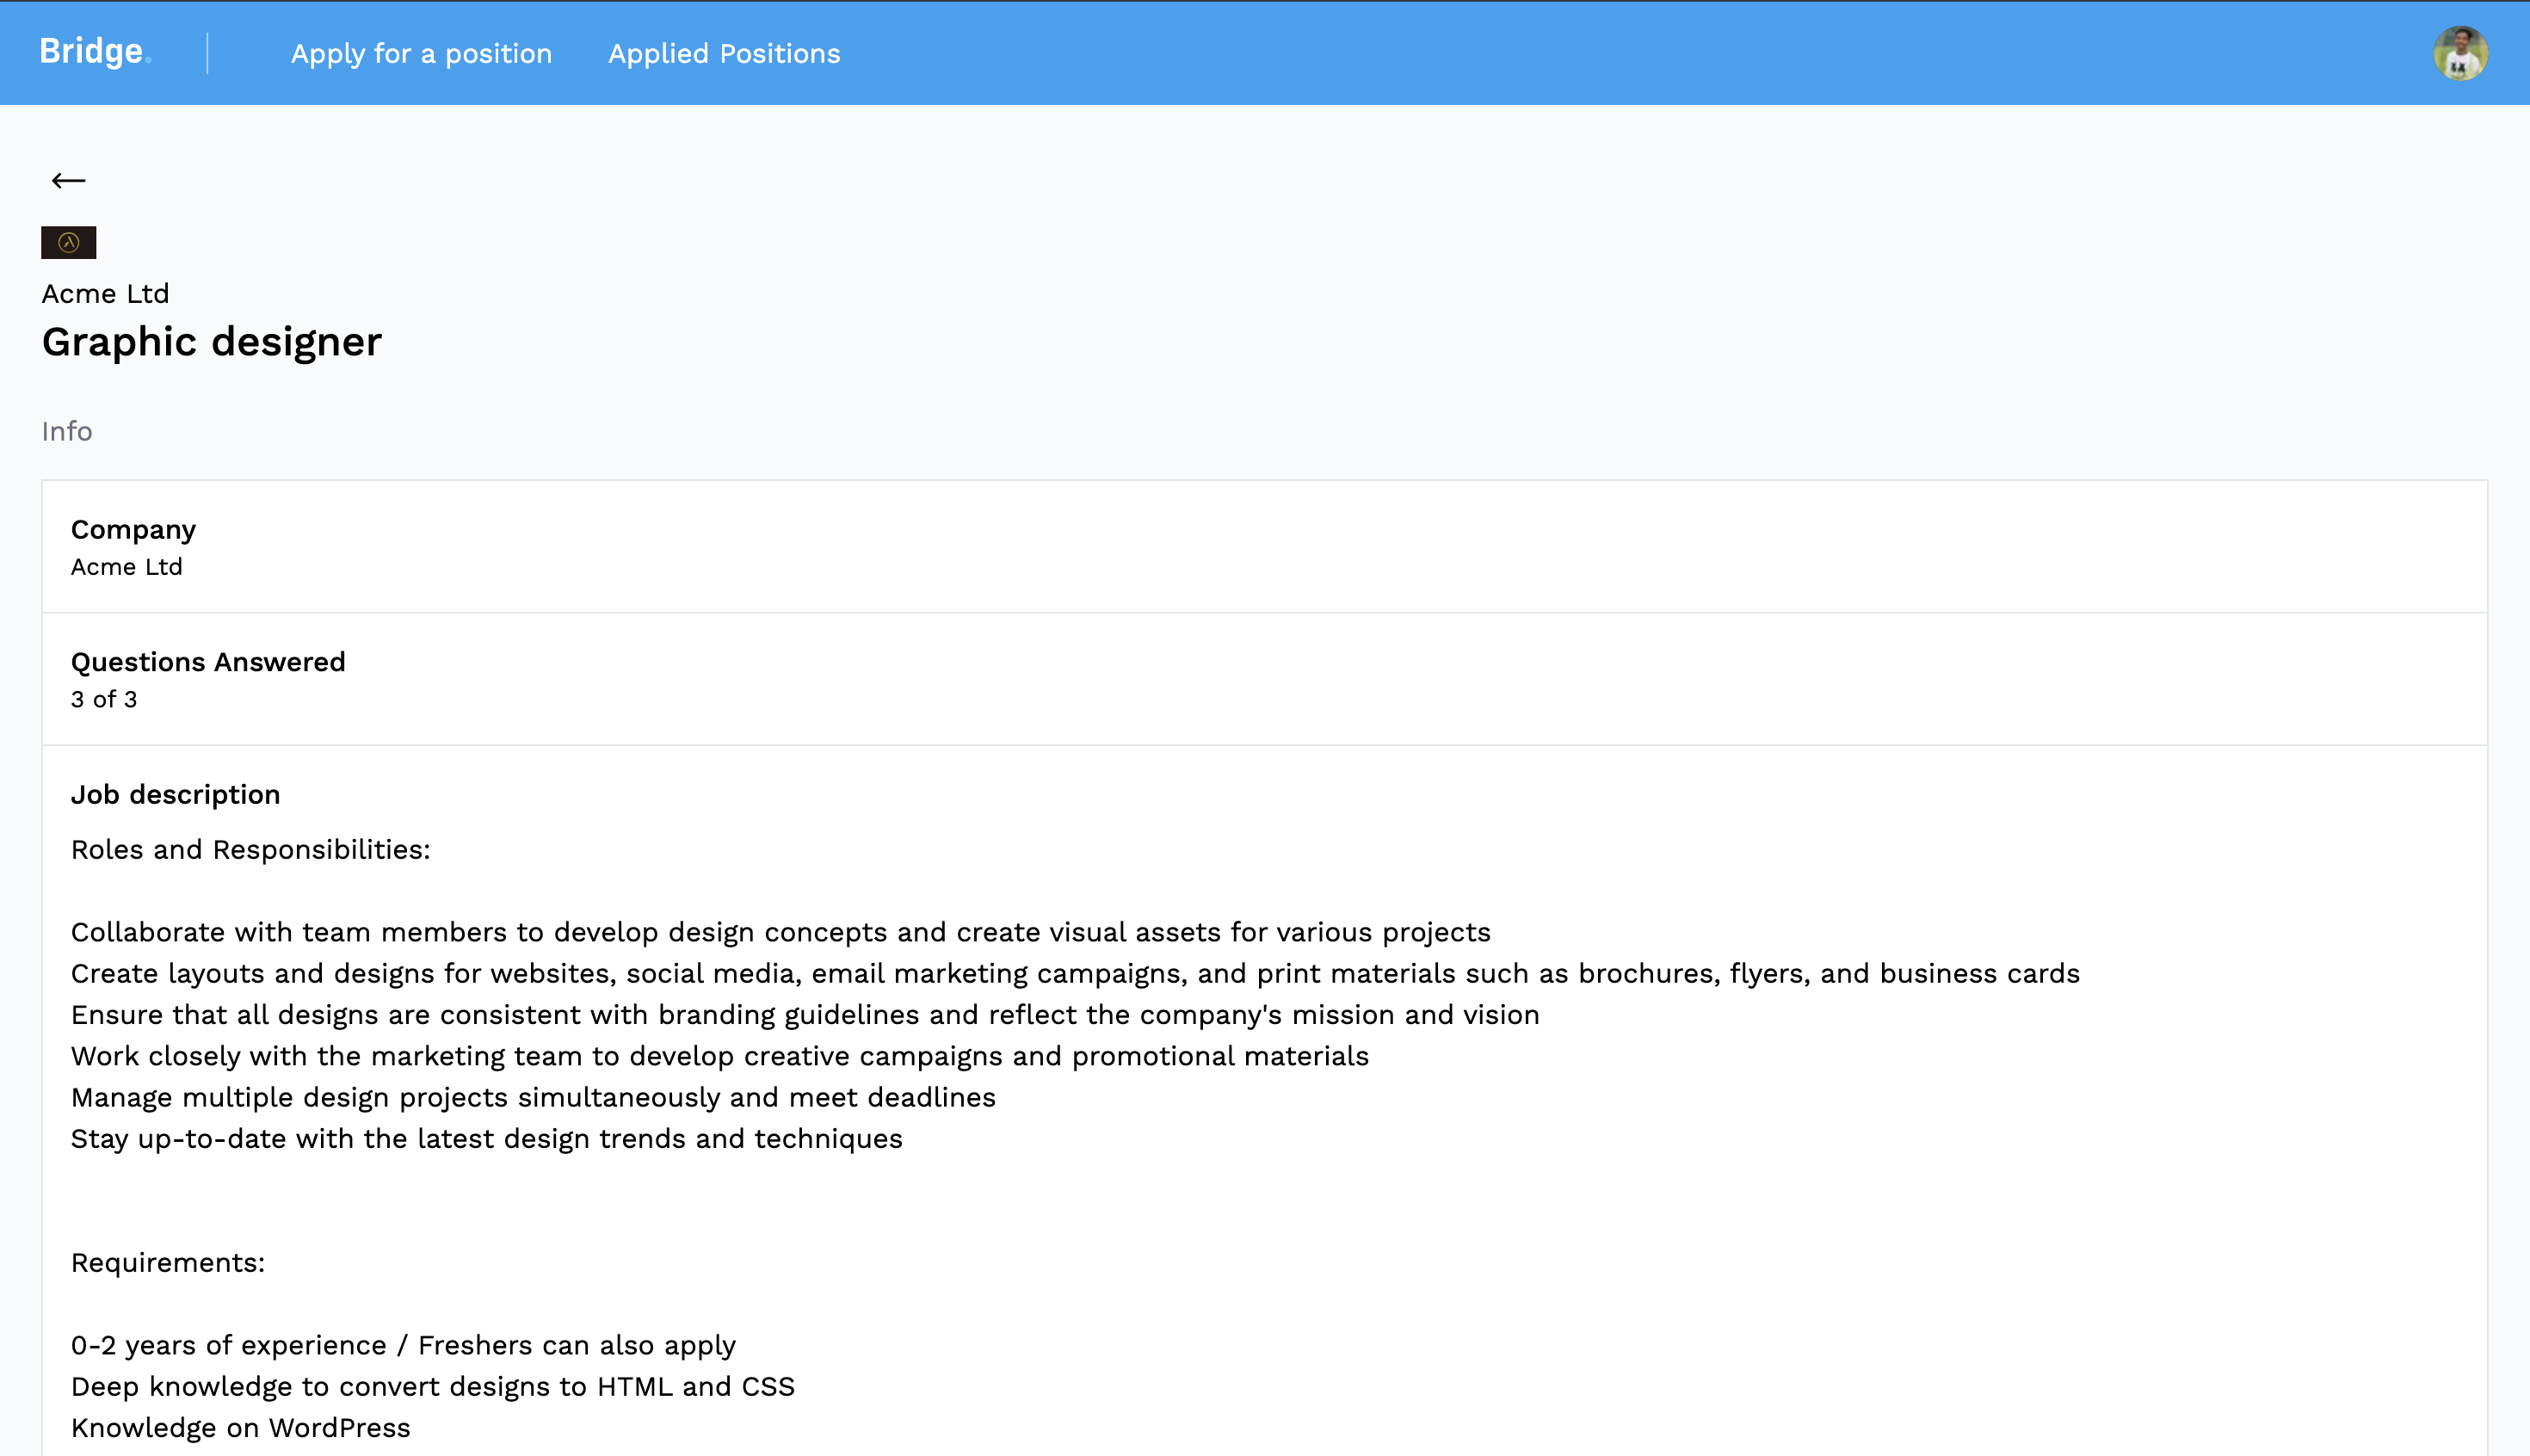 Bridge.
Apply for a position
Applied Positions
Acme Ltd
Graphic designer
Info
Company
Acme Ltd
Questions Answered
3 of 3
Job description
Roles and Responsibilities:
Collaborate with team members to develop design concepts and create visual assets for various projects
Create layouts and designs for websites, social media, email marketing campaigns, and print materials such as brochures, flyers, and business cards
Ensure that all designs are consistent with branding guidelines and reflect the company's mission and vision
Work closely with the marketing team to develop creative campaigns and promotional materials
Manage multiple design projects simultaneously and meet deadlines
Stay up-to-date with the latest design trends and techniques
Requirements:
0-2 years of experience / Freshers can also apply
Deep knowledge to convert designs to HTML and CSS
Knowledge on WordPress